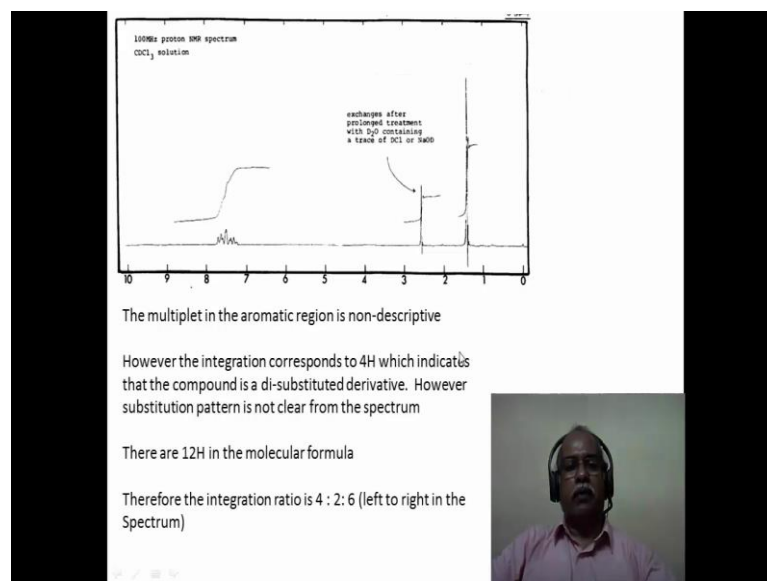 100MHz proton NMR spectrum
CDCl3 solution
exchanges after
prolonged treatment
with D2O containing
a trace of DCl or NaOD
10 9 8 7 6 5 4 3 2 1 0
The multiplet in the aromatic region is non-descriptive
However the integration corresponds to 4H which indicates
that the compound is a di-substituted derivative. However
substitution pattern is not clear from the spectrum
There are 12H in the molecular formula
Therefore the integration ratio is 4 : 2: 6 (left to right in the
Spectrum)